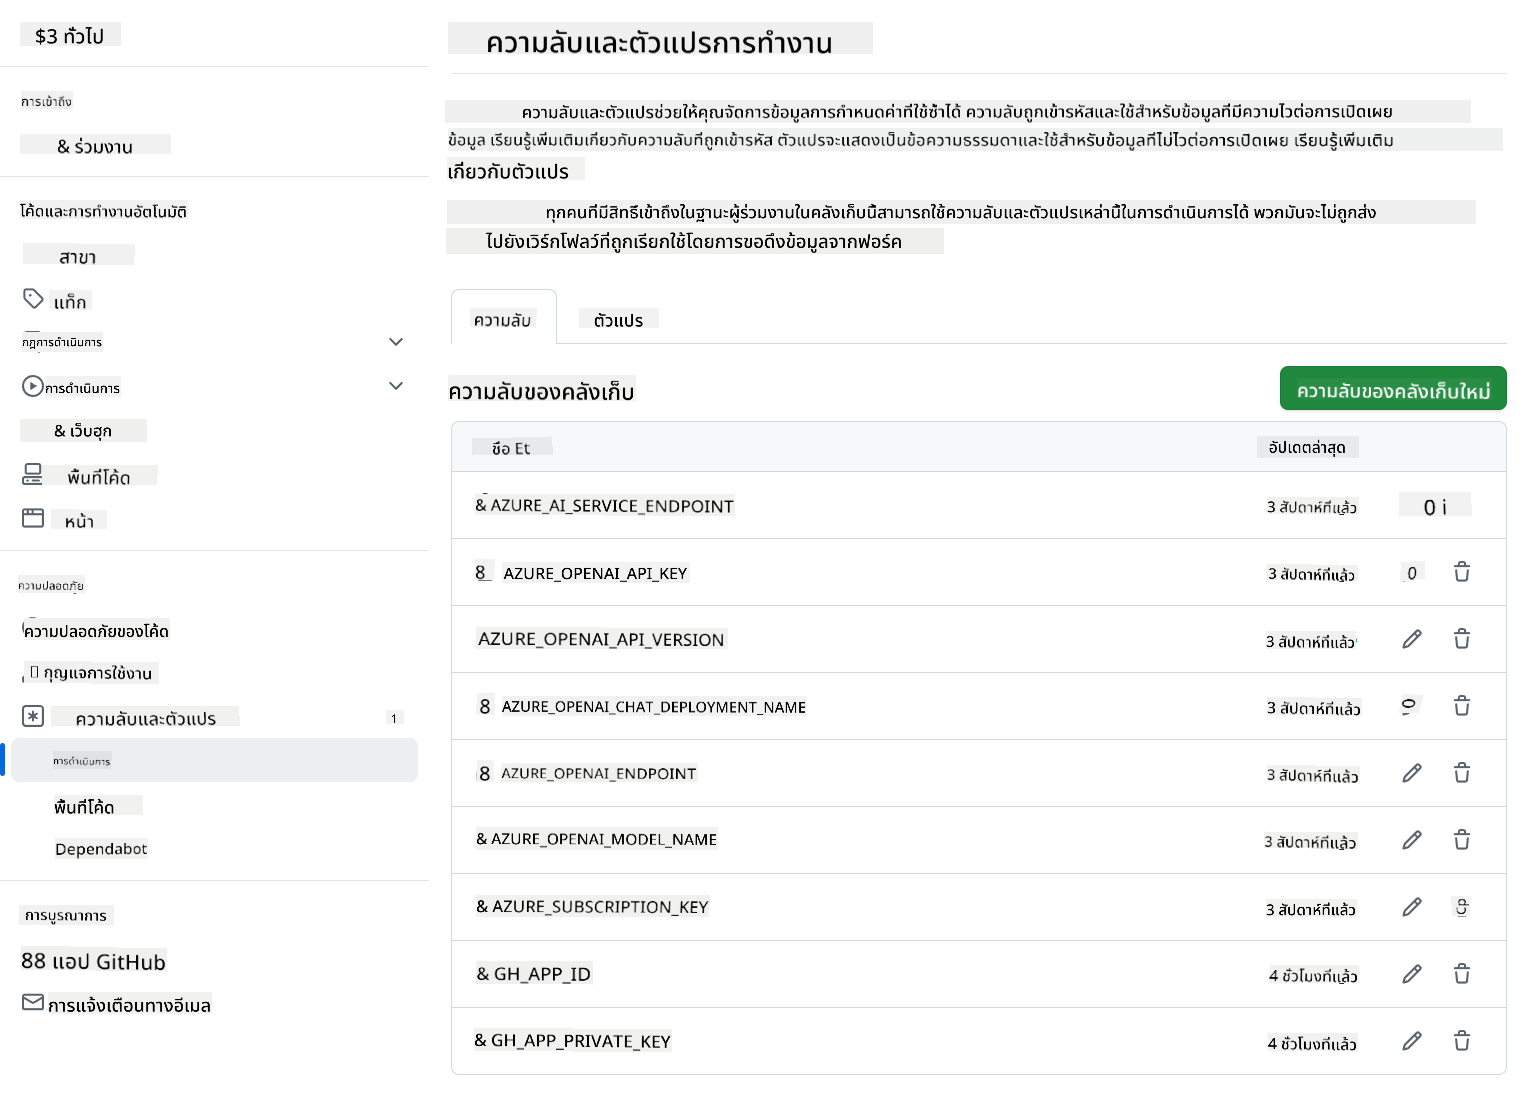 $3 ทั่วไป
การเข้าถึง
& ร่วมงาน
โค้ดและการทำงานอัตโนมัติ
สาขา
แท็ก
กฎการดำเนินการ
การดำเนินการ
& เว็บฮุก
พื้นที่โค้ด
หน้า
ความปลอดภัย
ความปลอดภัยของโค้ด
กุญแจการใช้งาน
ความลับและตัวแปร 1
การดำเนินการ
พื้นที่โค้ด
Dependabot
การบูรณาการ
88 แอป GitHub
การแจ้งเตือนทางอีเมล
ความลับและตัวแปรการทำงาน
ความลับและตัวแปรช่วยให้คุณจัดการข้อมูลการกำหนดค่าที่ใช้ซ้ำได้ ความลับถูกเข้ารหัสและใช้สำหรับข้อมูลที่มีความไวต่อการเปิดเผย
ข้อมูล เรียนรู้เพิ่มเติมเกี่ยวกับความลับที่ถูกเข้ารหัส ตัวแปรจะแสดงเป็นข้อความธรรมดาและใช้สำหรับข้อมูลที่ไม่ไวต่อการเปิดเผย เรียนรู้เพิ่มเติม
เกี่ยวกับตัวแปร
ทุกคนที่มีสิทธิ์เข้าถึงในฐานะผู้ร่วมงานในคลังเก็บนี้สามารถใช้ความลับและตัวแปรเหล่านี้ในการดำเนินการได้ พวกมันจะไม่ถูกส่ง
ไปยังเวิร์กโฟลว์ที่ถูกเรียกใช้โดยการขอดึงข้อมูลจากฟอร์ค
ความลับ ตัวแปร
ความลับของคลังเก็บ ความลับของคลังเก็บใหม่
ชื่อ Et อัปเดตล่าสุด
& AZURE_AI_SERVICE_ENDPOINT 3 สัปดาห์ที่แล้ว 0 i
8 AZURE_OPENAI_API_KEY 3 สัปดาห์ที่แล้ว 0
AZURE_OPENAI_API_VERSION 3 สัปดาห์ที่แล้ว
8 AZURE_OPENAI_CHAT_DEPLOYMENT_NAME 3 สัปดาห์ที่แล้ว
8 AZURE_OPENAI_ENDPOINT 3 สัปดาห์ที่แล้ว
& AZURE_OPENAI_MODEL_NAME 3 สัปดาห์ที่แล้ว
& AZURE_SUBSCRIPTION_KEY 3 สัปดาห์ที่แล้ว
& GH_APP_ID 4 ชั่วโมงที่แล้ว
& GH_APP_PRIVATE_KEY 4 ชั่วโมงที่แล้ว